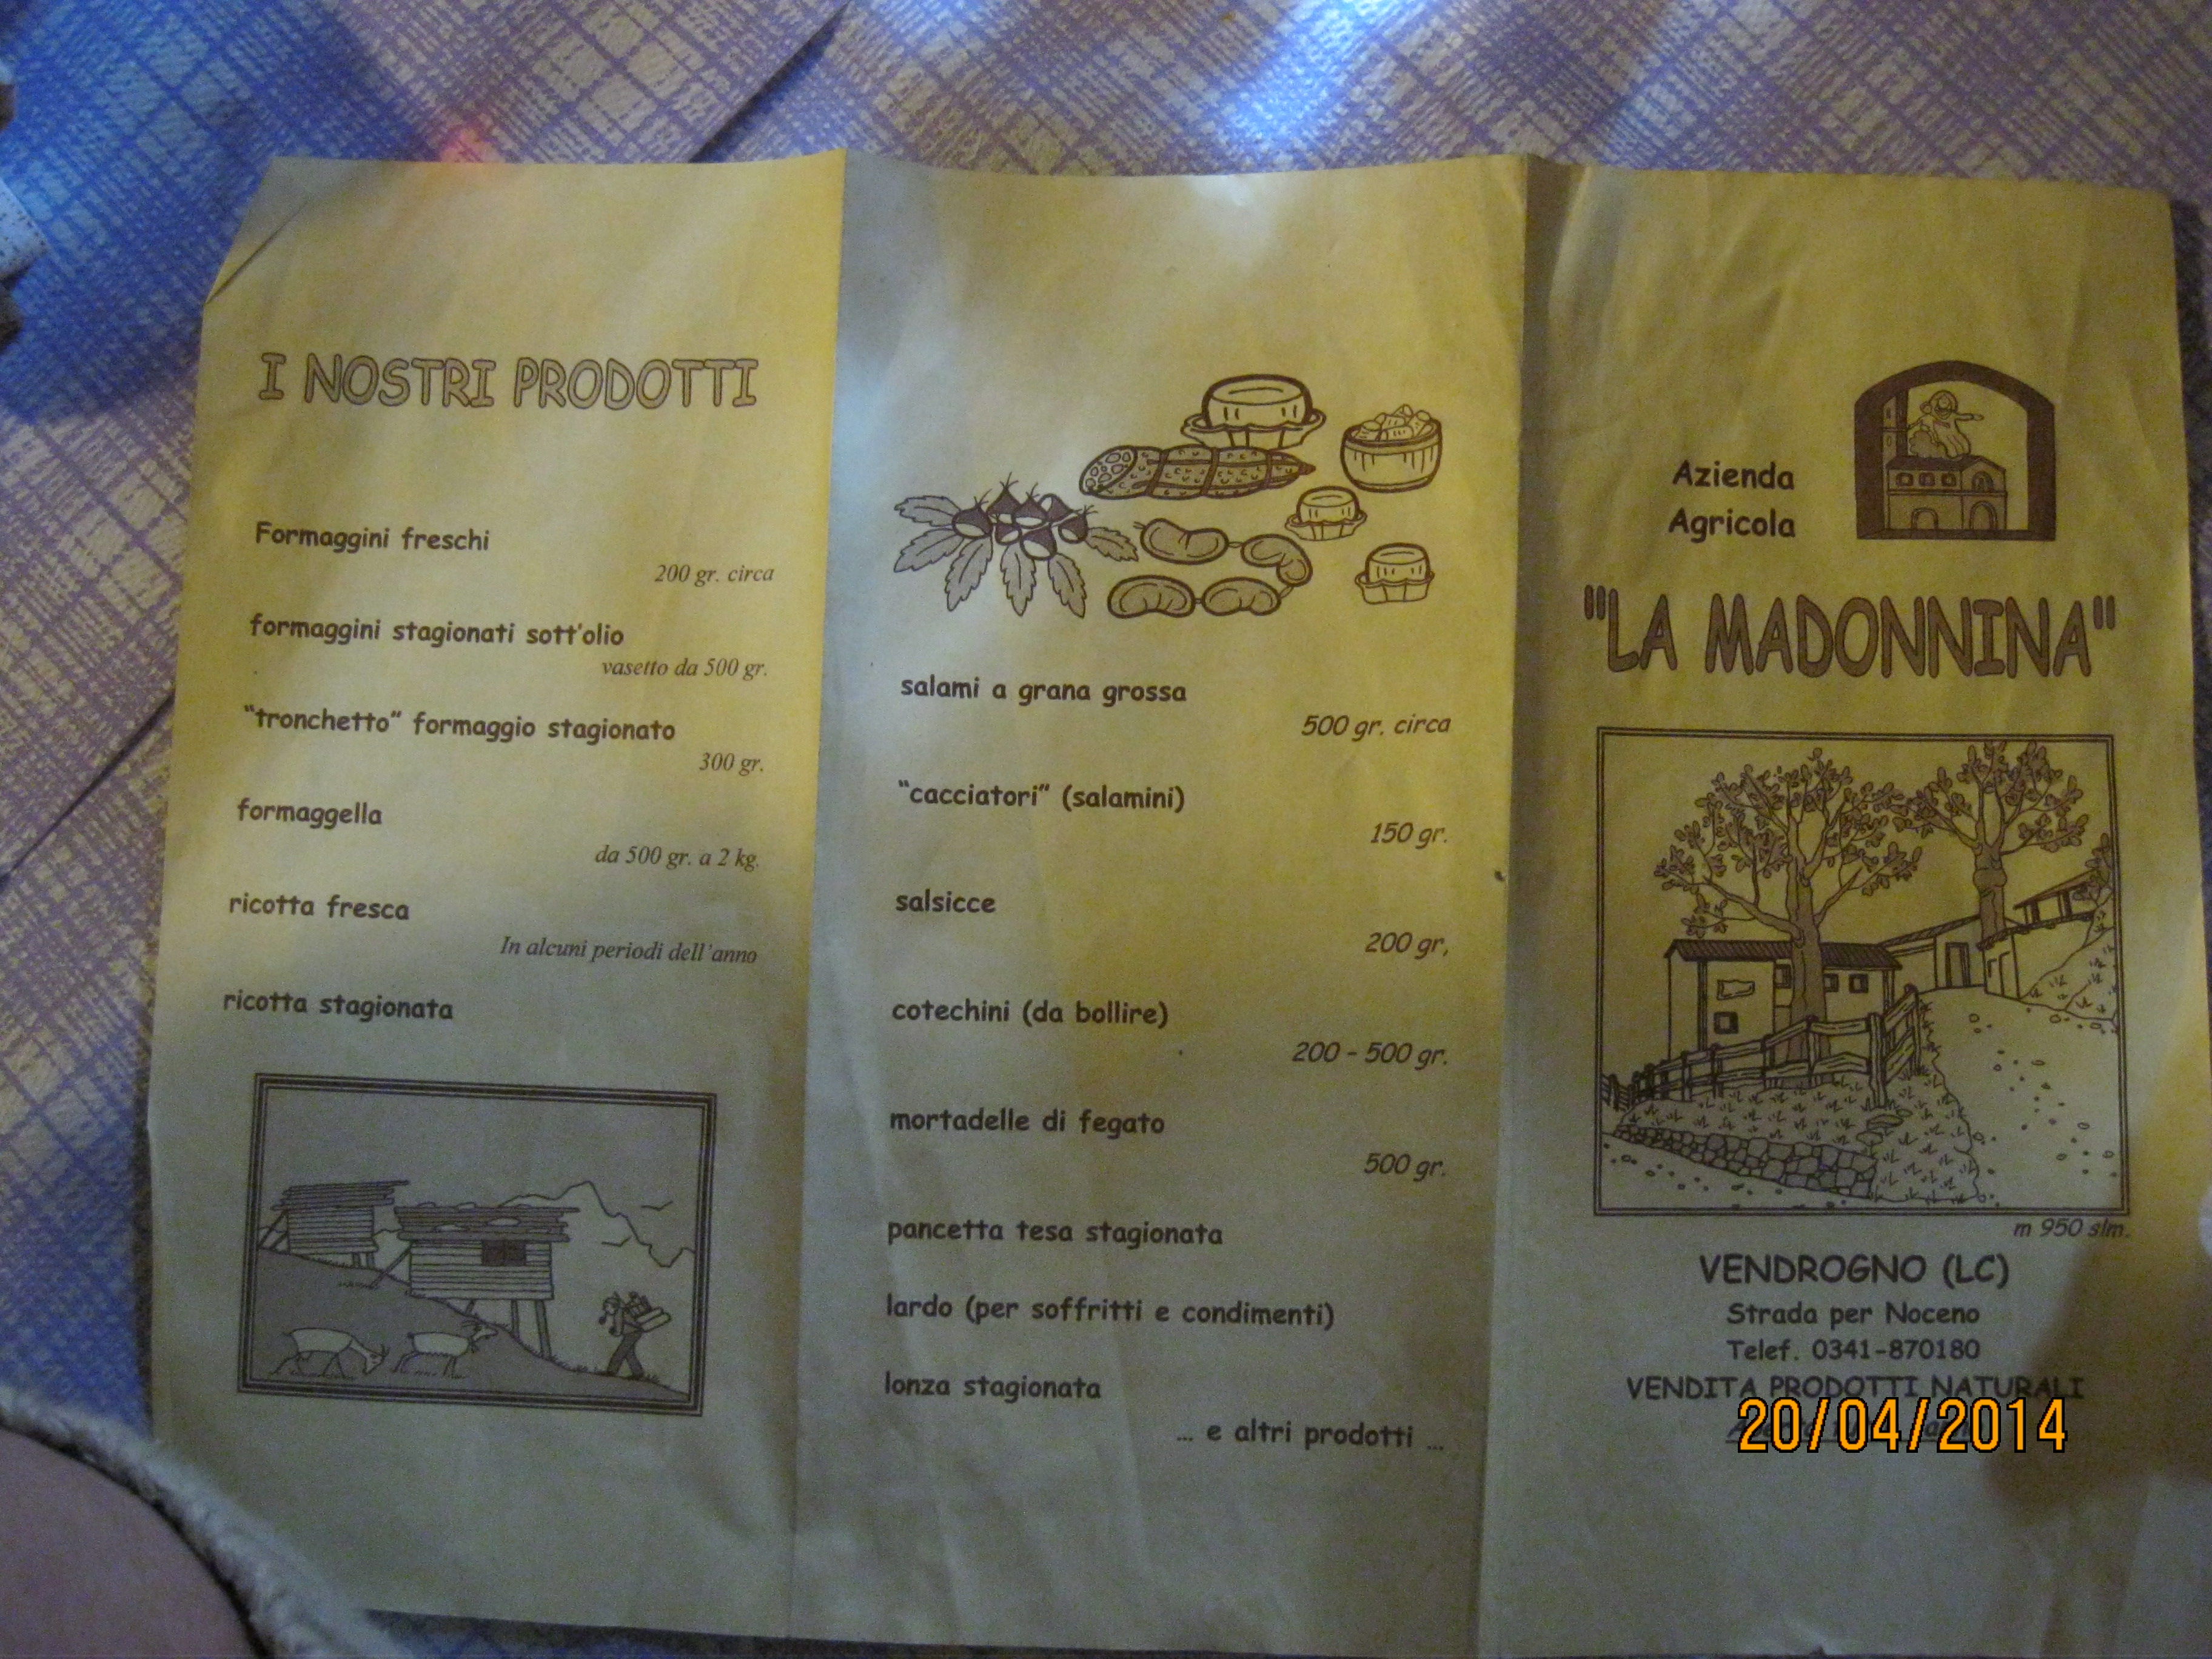 I NOSTRI PRODOTTI
Formaggini freschi
200 gr. circa
formaggini stagionati sott'olio
vasetto da 500 gr.
"tronchetto" formaggio stagionato
300 gr.
formaggella
da 500 gr. a 2 kg.
ricotta fresca
In alcuni periodi dell'anno
ricotta stagionata
salami a grana grossa
500 gr. circa
"cacciatori" (salamini)
150 gr.
salsicce
200 gr,
cotechini (da bollire)
200 - 500 gr.
mortadelle di fegato
500 gr.
pancetta tesa stagionata
lardo (per soffritti e condimenti)
lonza stagionata
... e altri prodotti ...
Azienda
Agricola
"LA MADONNINA"
m 950 slm.
VENDROGNO (LC)
Strada per Noceno
Telef. 0341-870180
VENDITA PRODOTTI NATURALI
20/04/2014